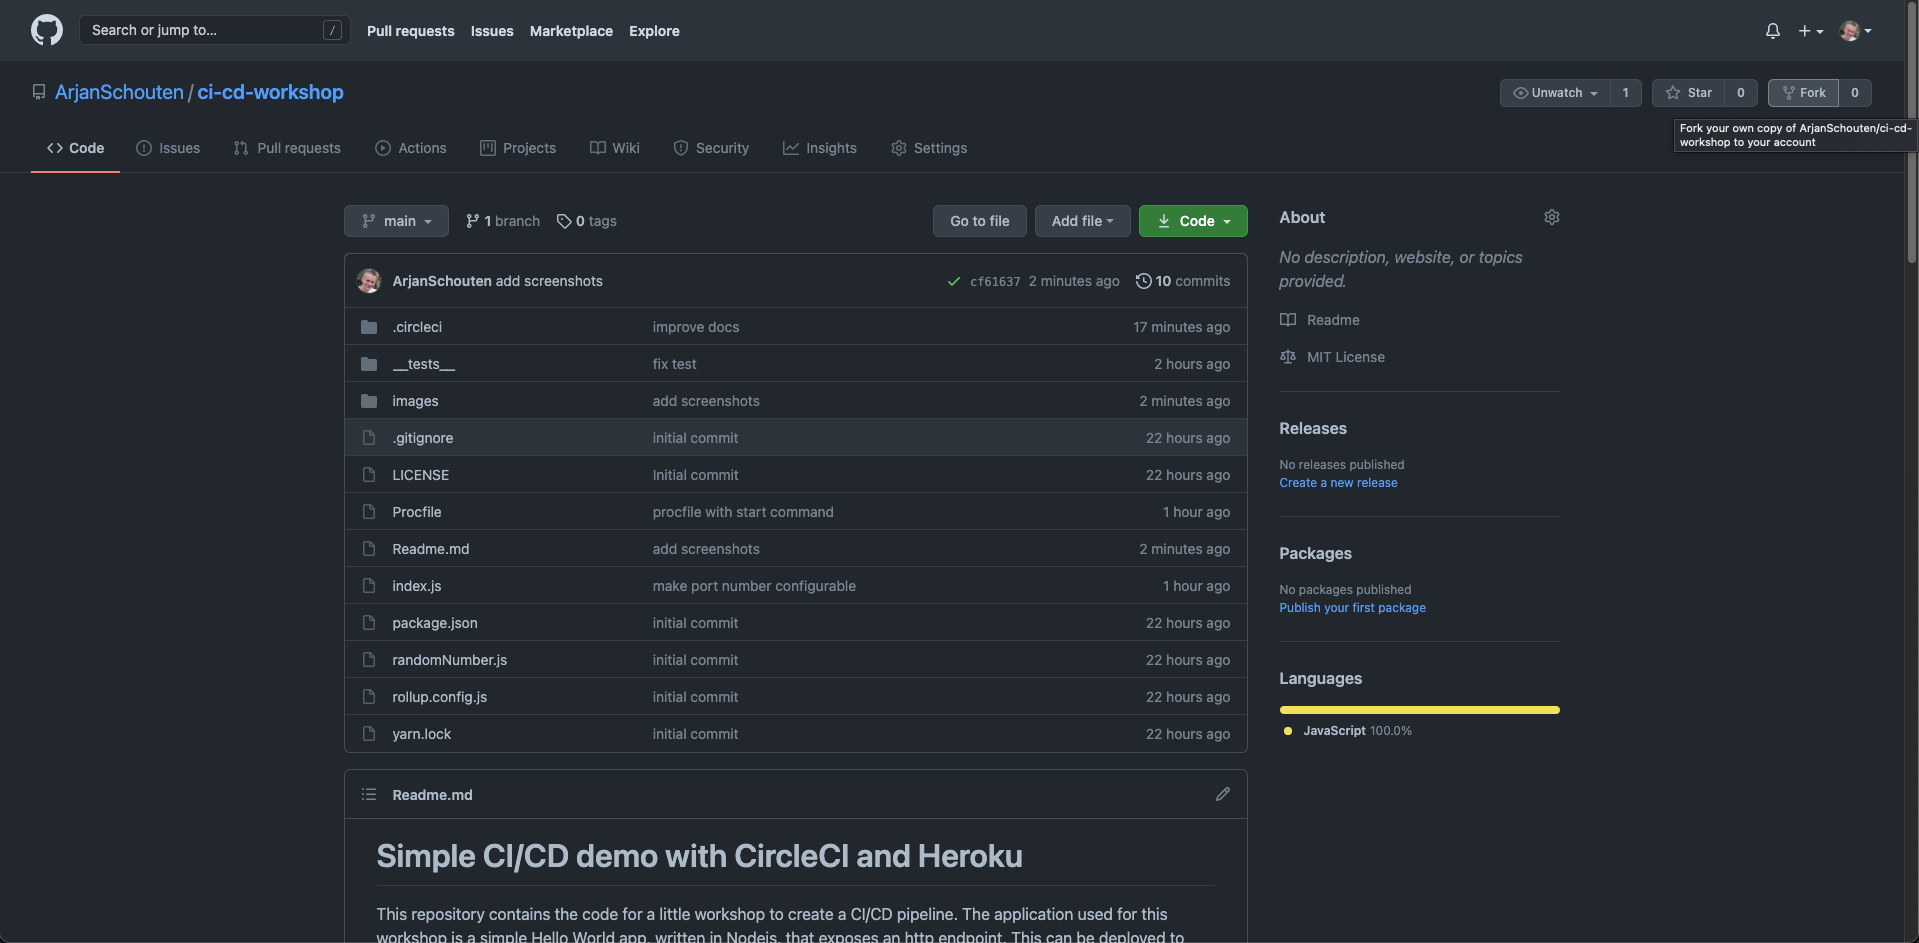 Search or jump to... /
Pull requests Issues Marketplace Explore
ArjanSchouten / ci-cd-workshop
Unwatch 1 Star 0 Fork 0
Fork your own copy of ArjanSchouten/ci-cd-
workshop to your account
Code Issues Pull requests Actions Projects Wiki Security Insights Settings
main 1 branch 0 tags Go to file Add file Code
ArjanSchouten add screenshots cf61637 2 minutes ago 10 commits
.circleci improve docs 17 minutes ago
__tests__ fix test 2 hours ago
images add screenshots 2 minutes ago
.gitignore initial commit 22 hours ago
LICENSE Initial commit 22 hours ago
Procfile procfile with start command 1 hour ago
Readme.md add screenshots 2 minutes ago
index.js make port number configurable 1 hour ago
package.json initial commit 22 hours ago
randomNumber.js initial commit 22 hours ago
rollup.config.js initial commit 22 hours ago
yarn.lock initial commit 22 hours ago
Readme.md
Simple CI/CD demo with CircleCI and Heroku
This repository contains the code for a little workshop to create a CI/CD pipeline. The application used for this
workshop is a simple Hello World app, written in Nodejs, that exposes an http endpoint. This can be deployed to
About
No description, website, or topics
provided.
Readme
MIT License
Releases
No releases published
Create a new release
Packages
No packages published
Publish your first package
Languages
JavaScript 100.0%